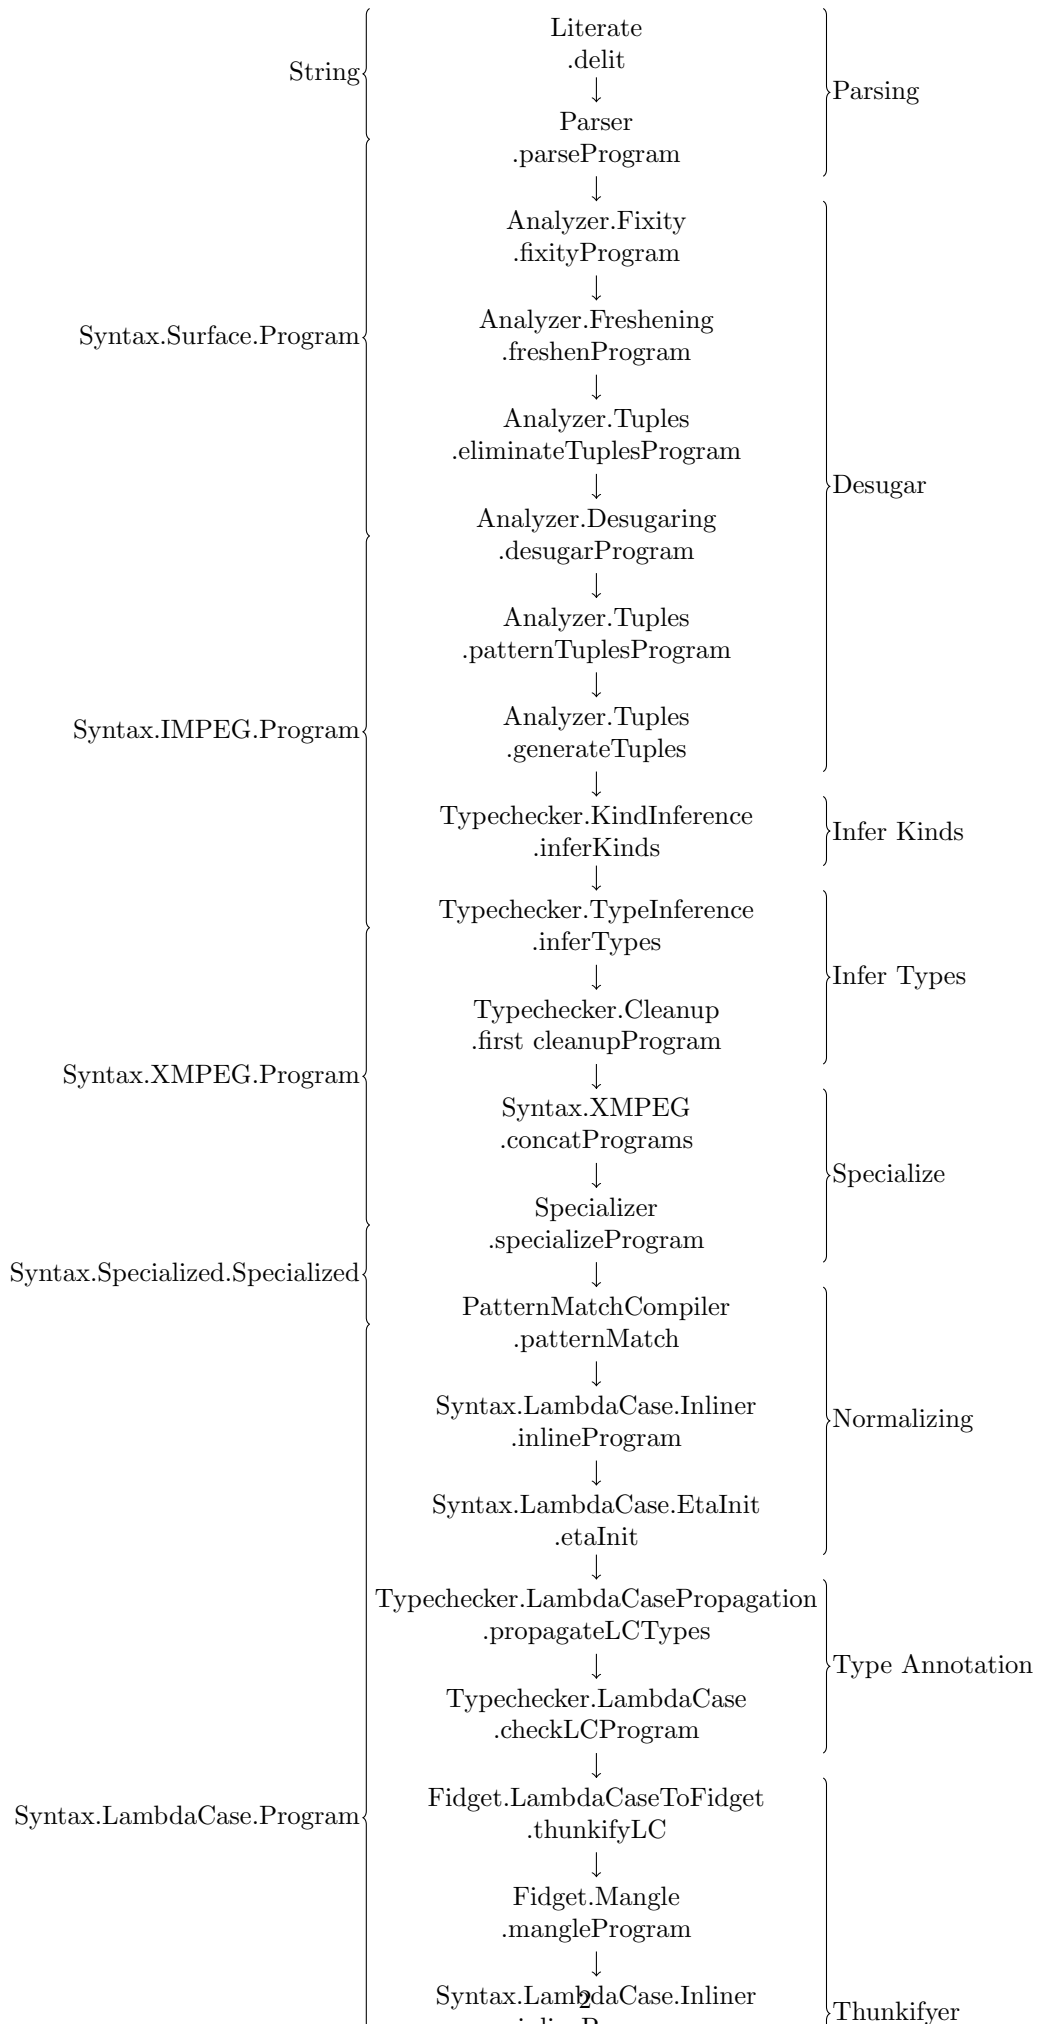 Literate
.delit
String
Parsing
Parser
.parseProgram
Analyzer.Fixity
.fixityProgram
Analyzer.Freshening
.freshenProgram
Syntax.Surface.Program
Analyzer.Tuples
.eliminateTuplesProgram
Desugar
Analyzer.Desugaring
.desugarProgram
Analyzer.Tuples
.patternTuplesProgram
Analyzer.Tuples
.generateTuples
Syntax.IMPEG.Program
Typechecker.KindInference
.inferKinds
Infer Kinds
Typechecker.TypeInference
.inferTypes
Infer Types
Typechecker.Cleanup
.first cleanupProgram
Syntax.XMPEG.Program
Syntax.XMPEG
.concatPrograms
Specialize
Specializer
.specializeProgram
Syntax.Specialized.Specialized
PatternMatchCompiler
.patternMatch
Syntax.LambdaCase.Inliner
.inlineProgram
Normalizing
Syntax.LambdaCase.EtaInit
.etaInit
Typechecker.LambdaCasePropagation
.propagateLCTypes
Type Annotation
Typechecker.LambdaCase
.checkLCProgram
Fidget.LambdaCaseToFidget
.thunkifyLC
Syntax.LambdaCase.Program
Fidget.Mangle
.mangleProgram
Syntax.LambdaCase.Inliner
2
Thunkifyer